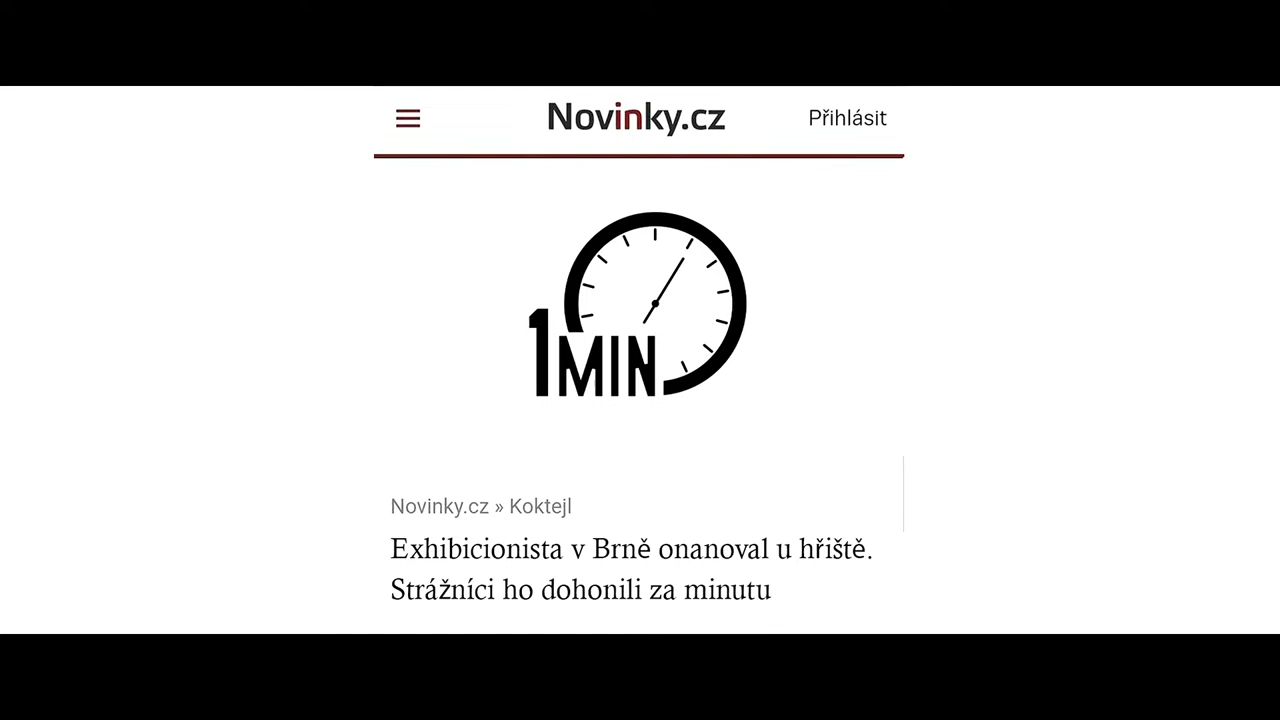 Novinky.cz
Přihlásit
1MIN
Novinky.cz » Koktejl
Exhibicionista v Brně onanoval u hřiště.
Strážníci ho dohonili za minutu